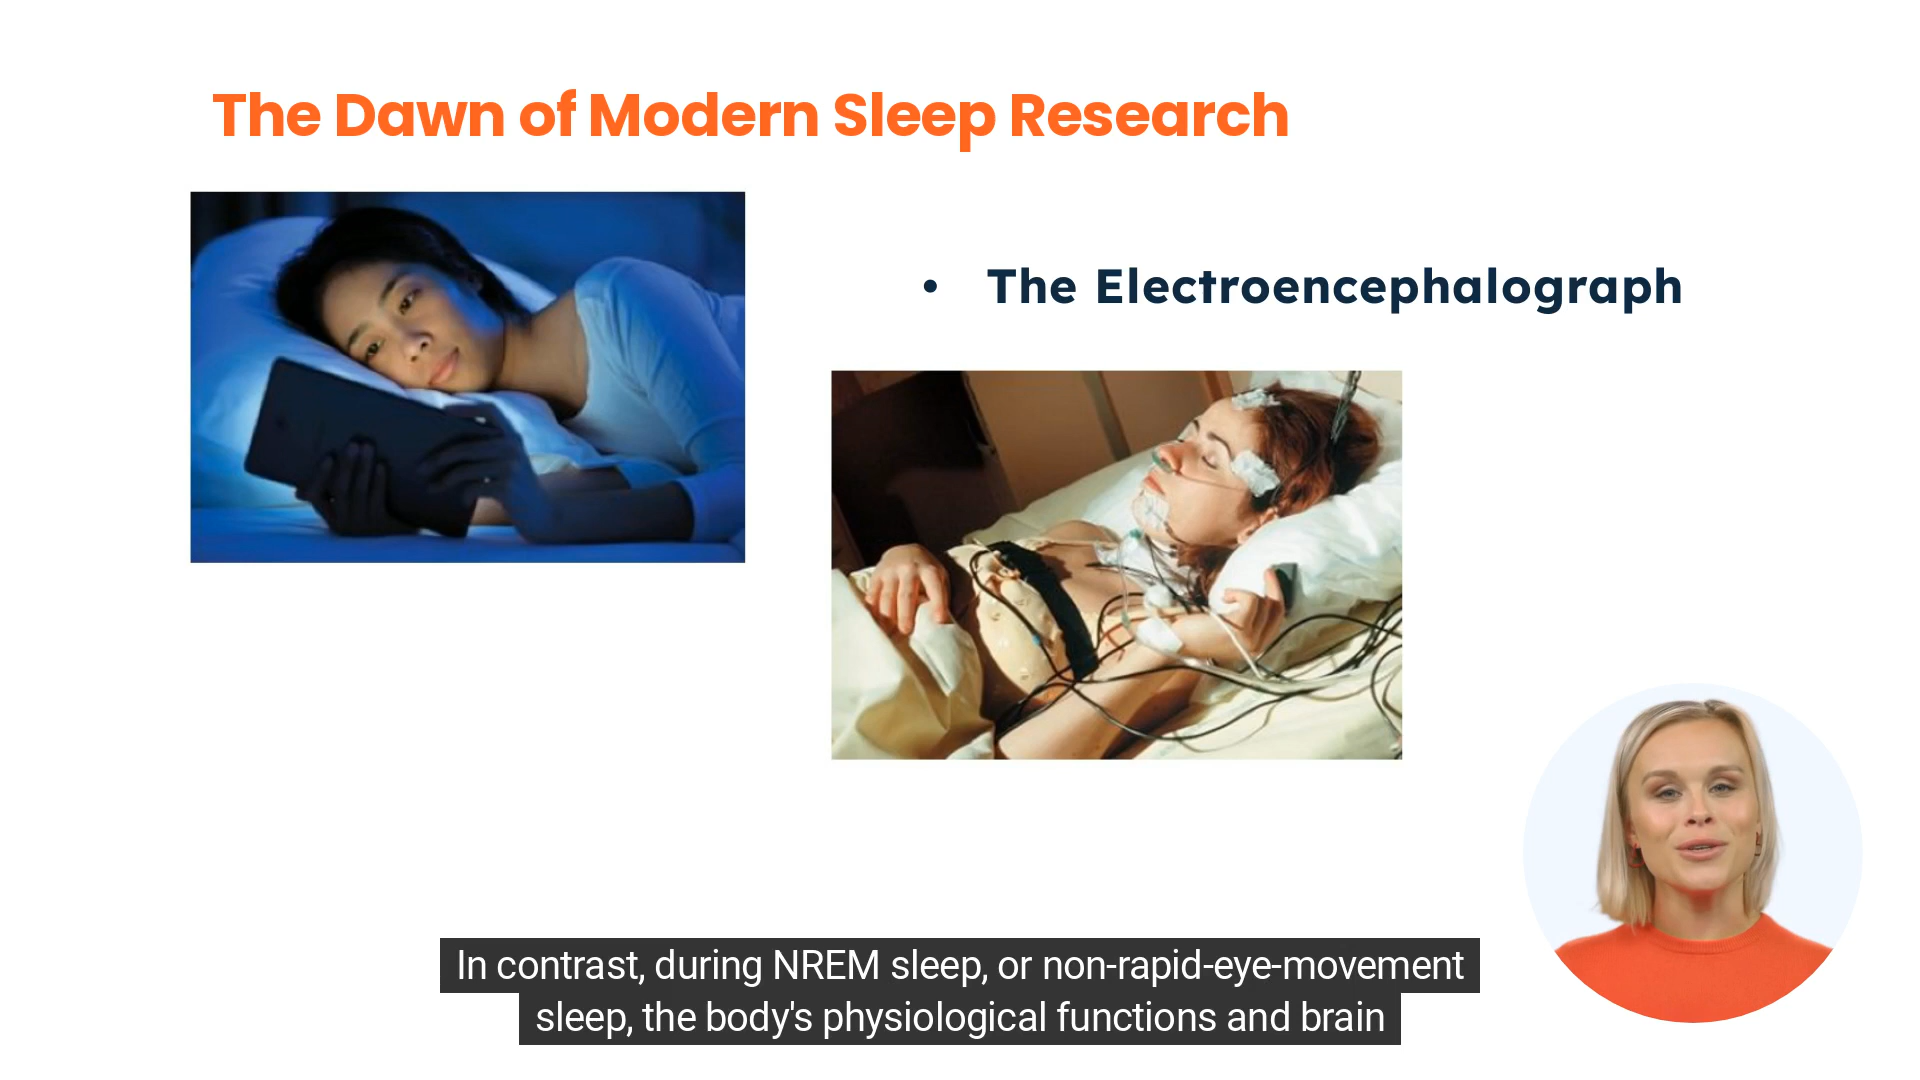 The Dawn of Modern Sleep Research
• The Electroencephalograph
In contrast, during NREM sleep, or non-rapid-eye-movement
sleep, the body's physiological functions and brain